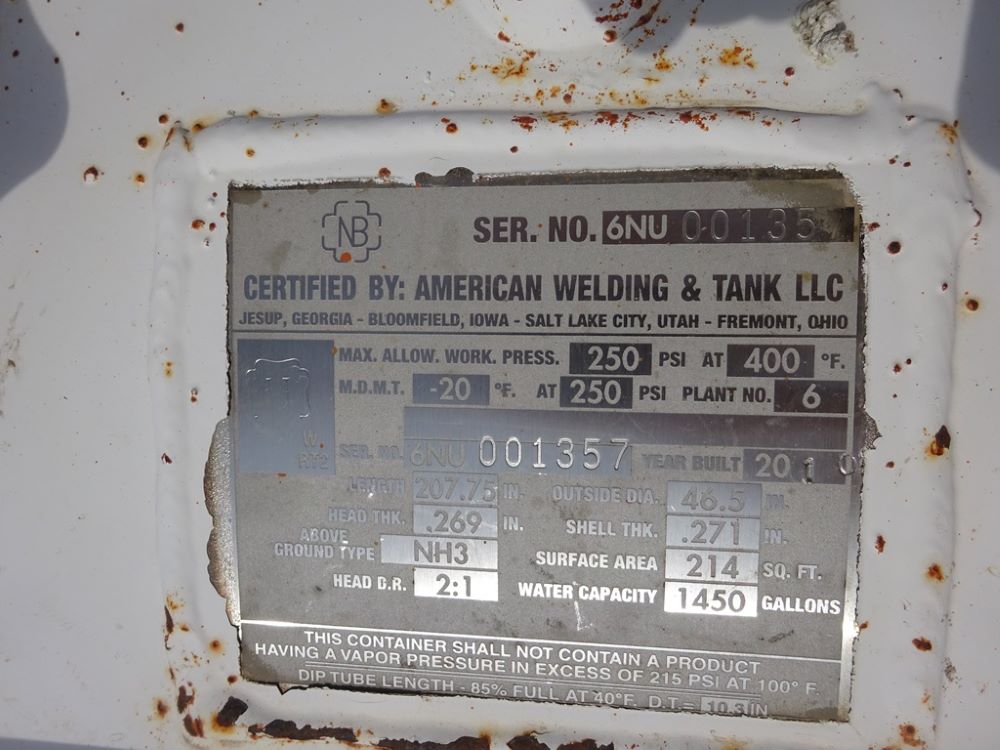 NB
SER. NO. 6NU 001357
CERTIFIED BY: AMERICAN WELDING & TANK LLC
JESUP, GEORGIA - BLOOMFIELD, IOWA - SALT LAKE CITY, UTAH - FREMONT, OHIO
MAX. ALLOW. WORK. PRESS. 250 PSI AT 400 °F.
M.D.M.T. -20 °F. AT 250 PSI PLANT NO. 6
W
RT2
SER. NO. 6NU 001357 YEAR BUILT 2010
LENGTH 207.75 IN. OUTSIDE DIA. 46.5 IN.
HEAD THK. .269 IN. SHELL THK. .271 IN.
ABOVE
GROUND TYPE NH3 SURFACE AREA 214 SQ. FT.
HEAD D.R. 2:1 WATER CAPACITY 1450 GALLONS
THIS CONTAINER SHALL NOT CONTAIN A PRODUCT
HAVING A VAPOR PRESSURE IN EXCESS OF 215 PSI AT 100° F.
DIP TUBE LENGTH - 85% FULL AT 40°F. D.T.= 10.3 IN